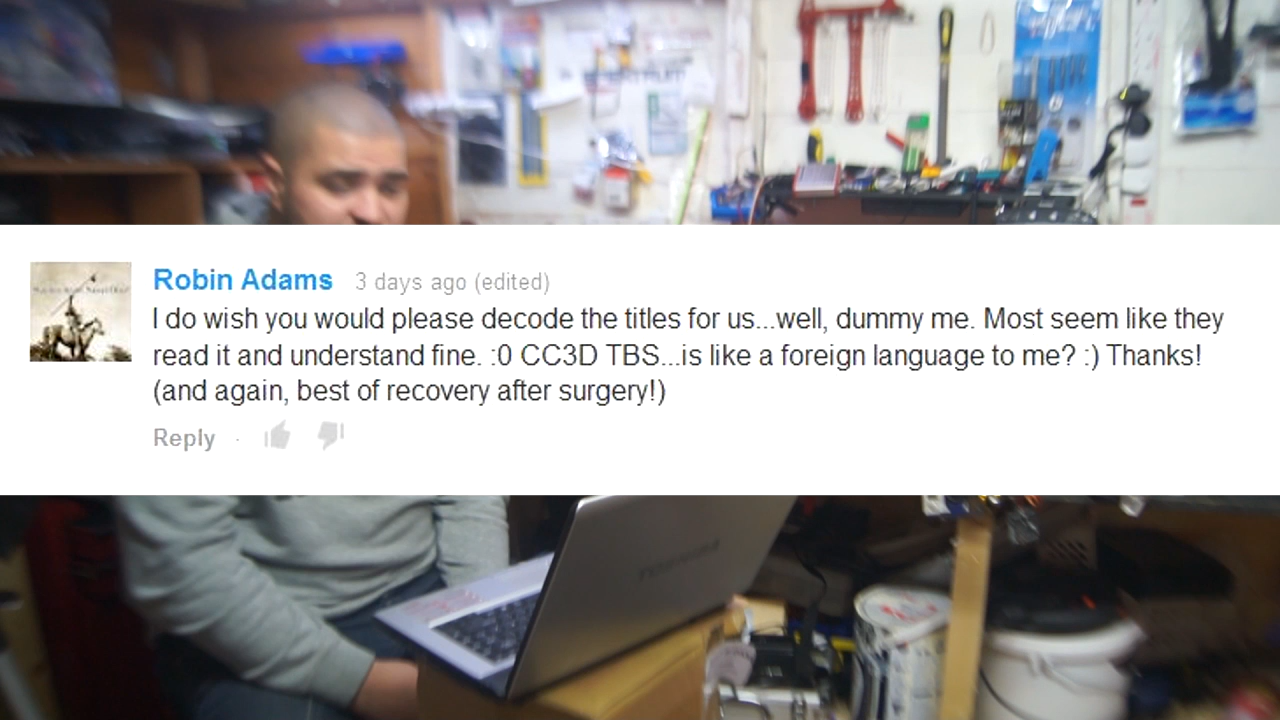 Robin Adams 3 days ago (edited)
I do wish you would please decode the titles for us...well, dummy me. Most seem like they
read it and understand fine. :0 CC3D TBS...is like a foreign language to me? :) Thanks!
(and again, best of recovery after surgery!)
Reply ·